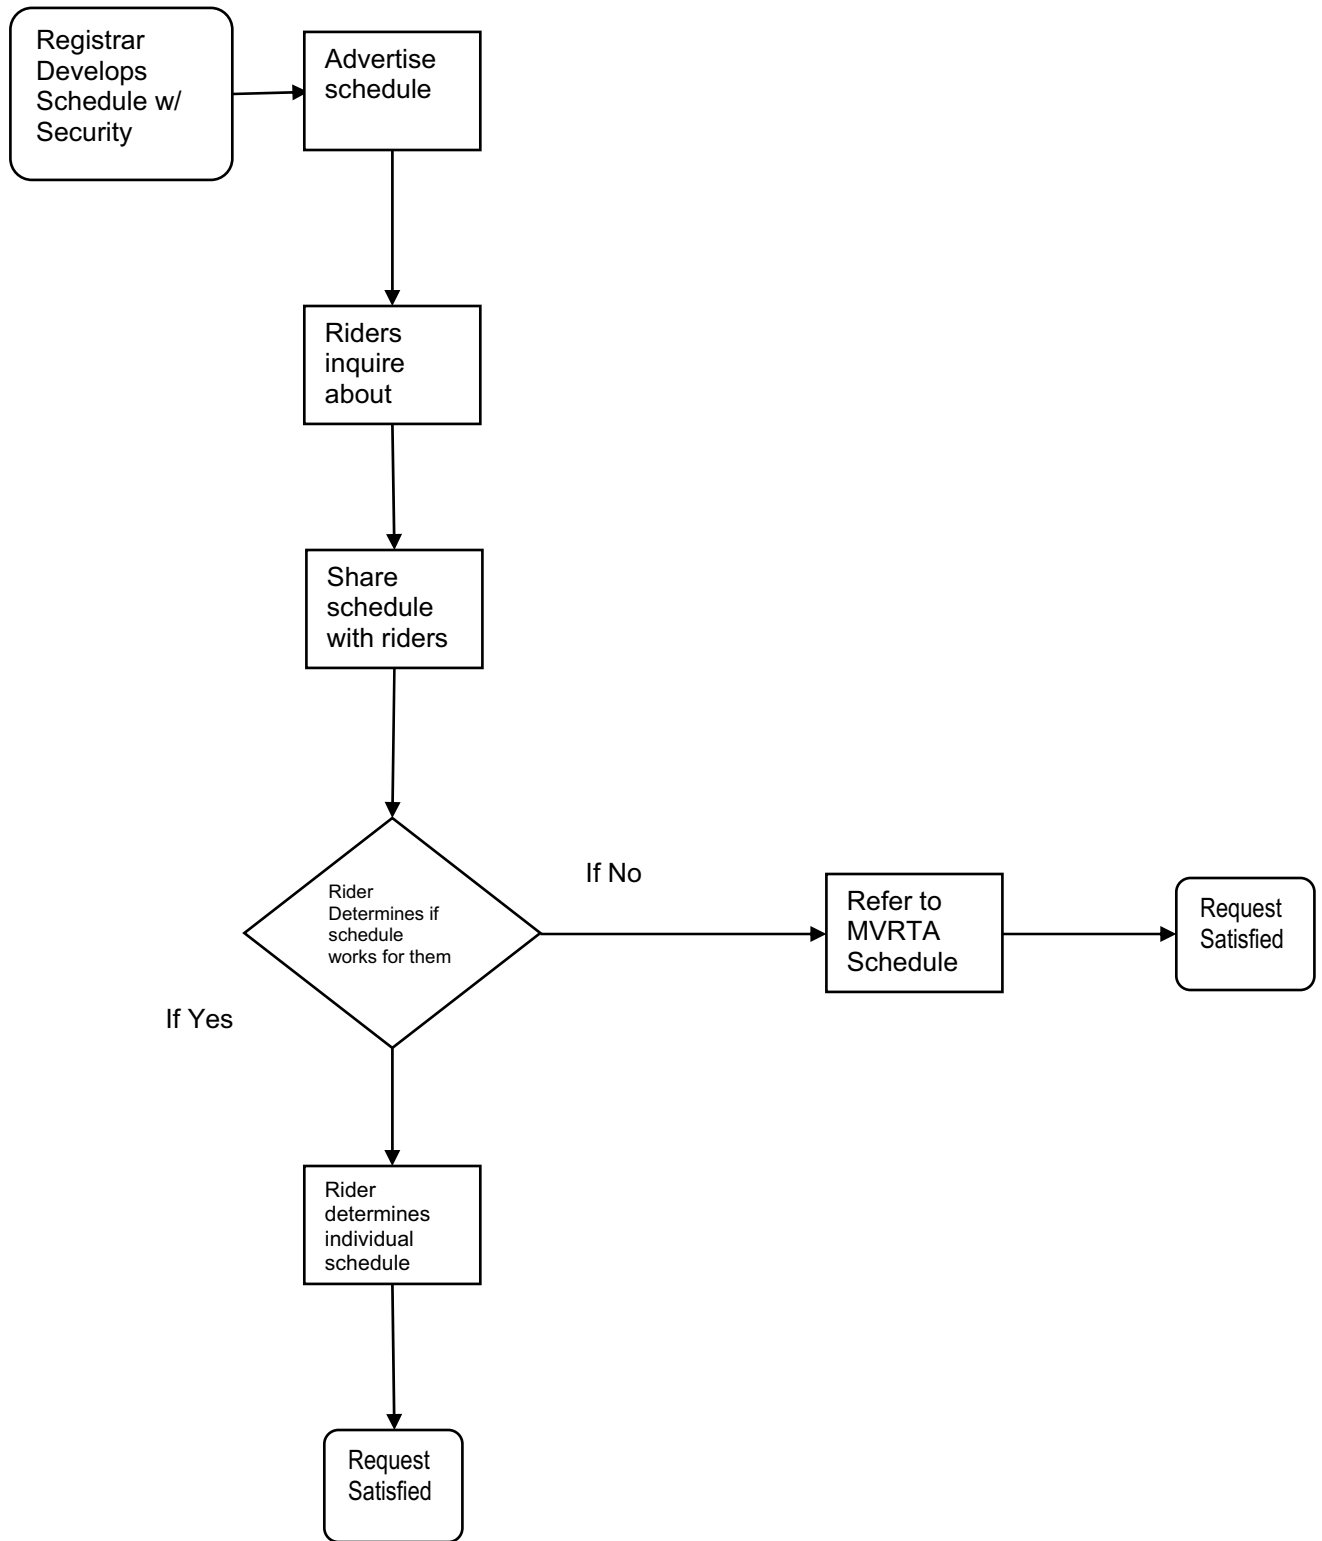 Registrar
Develops
Schedule w/
Security
Advertise
schedule
Riders
inquire
about
Share
schedule
with riders
Rider
Determines if
schedule
works for them
If No
Refer to
MVRTA
Schedule
Request
Satisfied
If Yes
Rider
determines
individual
schedule
Request
Satisfied